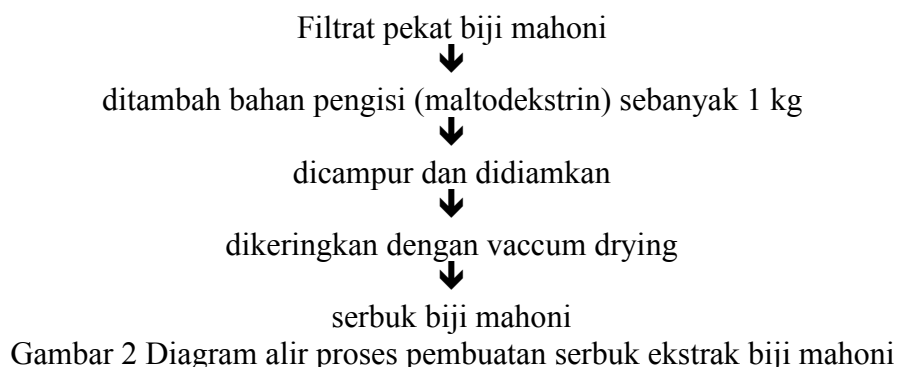 Filtrat pekat biji mahoni
ditambah bahan pengisi (maltodekstrin) sebanyak 1 kg
dicampur dan didiamkan
dikeringkan dengan vaccum drying
serbuk biji mahoni
Gambar 2 Diagram alir proses pembuatan serbuk ekstrak biji mahoni